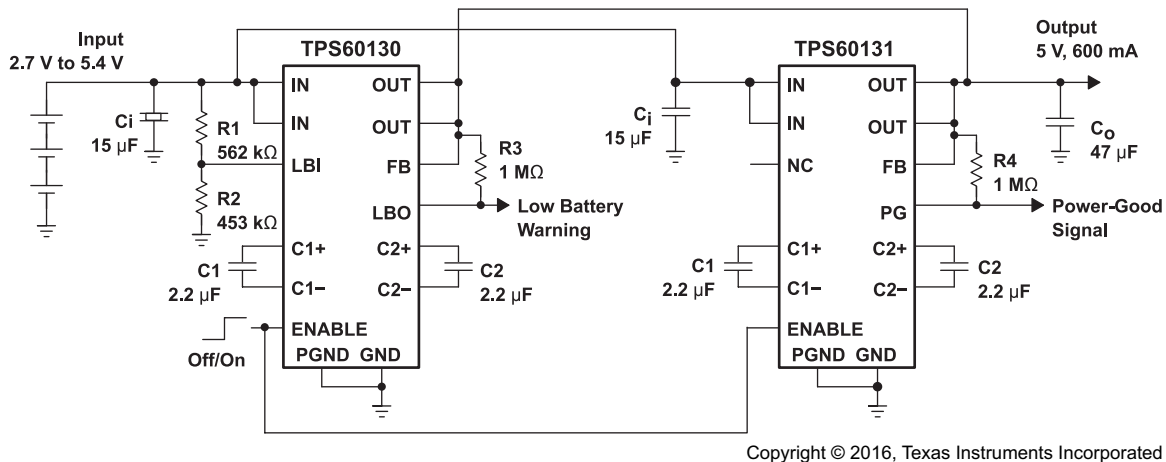 Input
2.7 V to 5.4 V
Ci
15 µF
R1
562 kΩ
R2
453 kΩ
TPS60130
IN
IN
LBI
C1+
C1−
ENABLE
PGND GND
OUT
OUT
FB
LBO
C2+
C2−
C1
2.2 µF
C2
2.2 µF
R3
1 MΩ
Low Battery
Warning
Off/On
Ci
15 µF
TPS60131
IN
IN
NC
C1+
C1−
ENABLE
PGND GND
OUT
OUT
FB
PG
C2+
C2−
C1
2.2 µF
C2
2.2 µF
R4
1 MΩ
Power-Good
Signal
Output
5 V, 600 mA
Co
47 µF
Copyright © 2016, Texas Instruments Incorporated